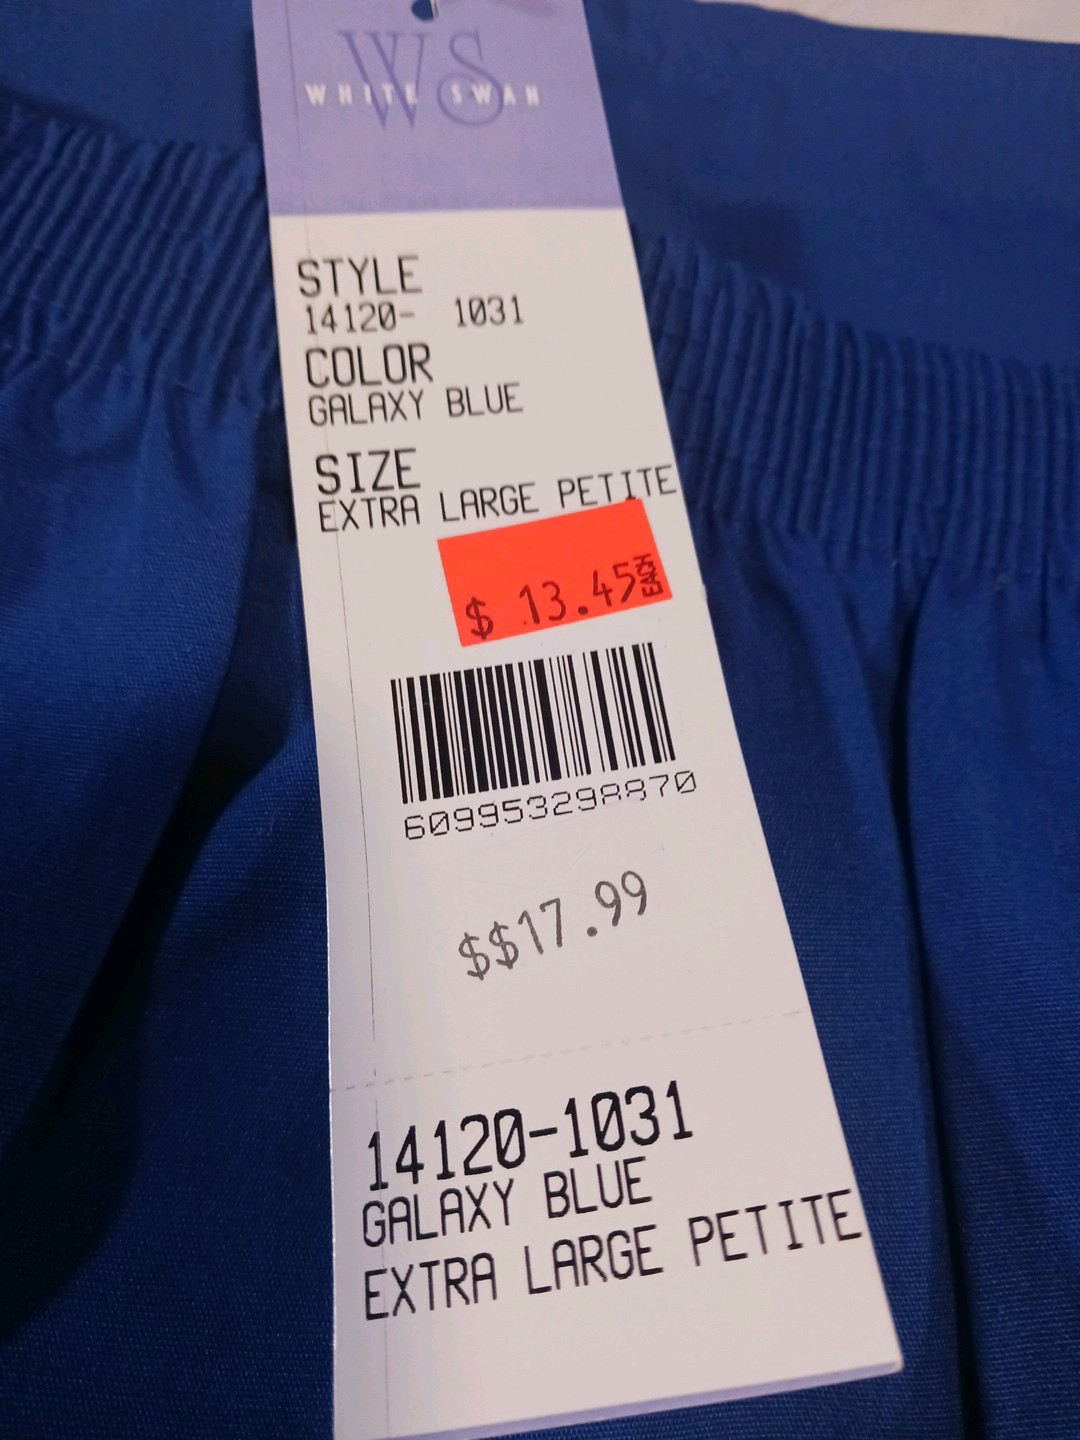 WS
WHITE SWAN
STYLE
14120- 1031
COLOR
GALAXY BLUE
SIZE
EXTRA LARGE PETITE
$ 13.45 EACH
609953298870
$$17.99
14120-1031
GALAXY BLUE
EXTRA LARGE PETITE